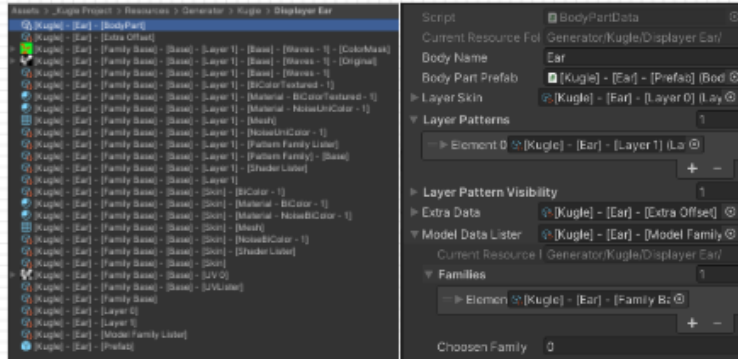 Assets > _Kugle Project > Resources > Generator > Kugle > Displayer Ear
[Kugle] - [Ear] - [BodyPart]
[Kugle] - [Ear] - [Extra Offset]
[Kugle] - [Ear] - [Family Base] - [Base] - [Layer 1] - [Base] - [Waves - 1] - [ColorMask]
[Kugle] - [Ear] - [Family Base] - [Base] - [Layer 1] - [Base] - [Waves - 1] - [Original]
[Kugle] - [Ear] - [Family Base] - [Base] - [Layer 1] - [Base] - [Waves - 1]
[Kugle] - [Ear] - [Family Base] - [Base] - [Layer 1] - [BiColorTextured - 1]
[Kugle] - [Ear] - [Family Base] - [Base] - [Layer 1] - [Material - BiColorTextured - 1]
[Kugle] - [Ear] - [Family Base] - [Base] - [Layer 1] - [Material - NoiseUniColor - 1]
[Kugle] - [Ear] - [Family Base] - [Base] - [Layer 1] - [Mesh]
[Kugle] - [Ear] - [Family Base] - [Base] - [Layer 1] - [NoiseUniColor - 1]
[Kugle] - [Ear] - [Family Base] - [Base] - [Layer 1] - [Pattern Family Lister]
[Kugle] - [Ear] - [Family Base] - [Base] - [Layer 1] - [Pattern Family] - [Base]
[Kugle] - [Ear] - [Family Base] - [Base] - [Layer 1] - [Shader Lister]
[Kugle] - [Ear] - [Family Base] - [Base] - [Layer 1]
[Kugle] - [Ear] - [Family Base] - [Base] - [Skin] - [BiColor - 1]
[Kugle] - [Ear] - [Family Base] - [Base] - [Skin] - [Material - BiColor - 1]
[Kugle] - [Ear] - [Family Base] - [Base] - [Skin] - [Material - NoiseBiColor - 1]
[Kugle] - [Ear] - [Family Base] - [Base] - [Skin] - [Mesh]
[Kugle] - [Ear] - [Family Base] - [Base] - [Skin] - [NoiseBiColor - 1]
[Kugle] - [Ear] - [Family Base] - [Base] - [Skin] - [Shader Lister]
[Kugle] - [Ear] - [Family Base] - [Base] - [Skin]
[Kugle] - [Ear] - [Family Base] - [Base] - [UV 0]
[Kugle] - [Ear] - [Family Base] - [Base] - [UVLister]
[Kugle] - [Ear] - [Family Base]
[Kugle] - [Ear] - [Layer 0]
[Kugle] - [Ear] - [Layer 1]
[Kugle] - [Ear] - [Model Family Lister]
[Kugle] - [Ear] - [Prefab]
Script BodyPartData
Current Resource Fol Generator/Kugle/Displayer Ear/
Body Name Ear
Body Part Prefab [Kugle] - [Ear] - [Prefab] (Bod
Layer Skin [Kugle] - [Ear] - [Layer 0] (Lay
Layer Patterns 1
Element 0 [Kugle] - [Ear] - [Layer 1] (La
+ −
Layer Pattern Visibility 1
Extra Data [Kugle] - [Ear] - [Extra Offset]
Model Data Lister [Kugle] - [Ear] - [Model Family
Current Resource I Generator/Kugle/Displayer Ear/
Families 1
Elemen [Kugle] - [Ear] - [Family Ba
+ −
Choosen Family 0